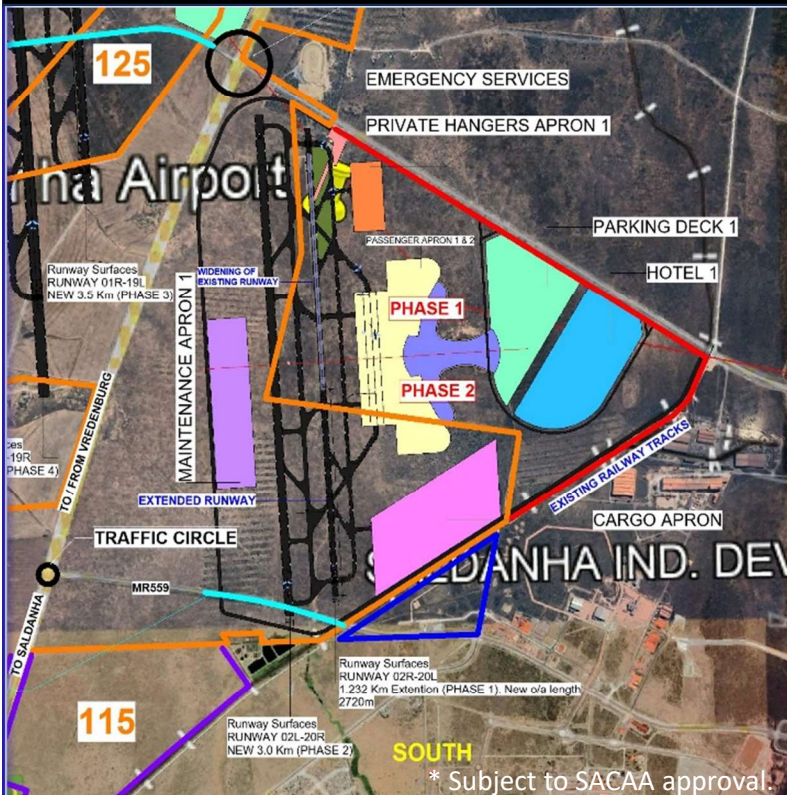 125
EMERGENCY SERVICES
PRIVATE HANGERS APRON 1
ha Airport
PARKING DECK 1
PASSENGER APRON 1 & 2
HOTEL 1
Runway Surfaces
RUNWAY 01R-19L
NEW 3.5 Km (PHASE 3)
WIDENING OF
EXISTING RUNWAY
PHASE 1
PHASE 2
MAINTENANCE APRON 1
TO / FROM VREDENBURG
ces
-19R
PHASE 4)
EXTENDED RUNWAY
EXISTING RAILWAY TRACKS
CARGO APRON
TRAFFIC CIRCLE
SALDANHA IND. DEV
MR559
TO SALDANHA
Runway Surfaces
RUNWAY 02R-20L
1.232 Km Extention (PHASE 1). New o/a length
2720m
115
Runway Surfaces
RUNWAY 02L-20R
NEW 3.0 Km (PHASE 2)
SOUTH
* Subject to SACAA approval.